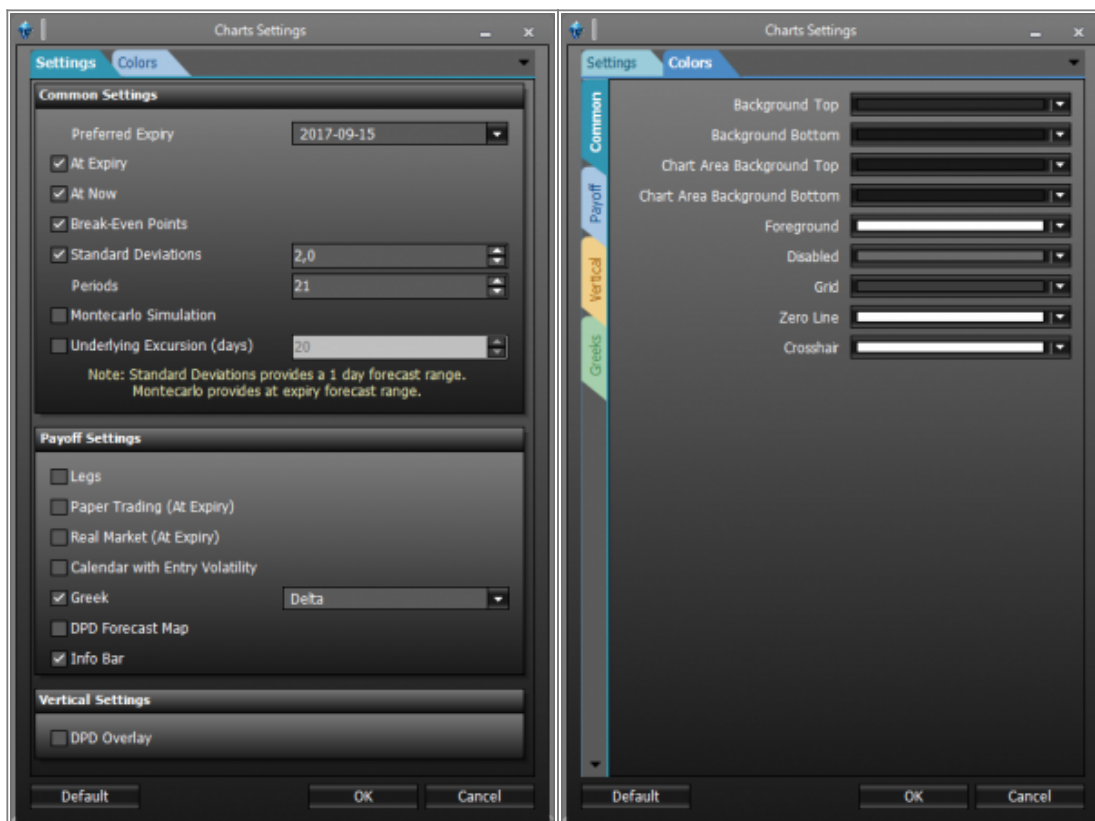 Charts Settings
Settings
Colors
Common Settings
Preferred Expiry
2017-09-15
At Expiry
At Now
Break-Even Points
Standard Deviations
2,0
Periods
21
Montecarlo Simulation
Underlying Excursion (days)
20
Note: Standard Deviations provides a 1 day forecast range.
Montecarlo provides at expiry forecast range.
Payoff Settings
Legs
Paper Trading (At Expiry)
Real Market (At Expiry)
Calendar with Entry Volatility
Greek
Delta
DPD Forecast Map
Info Bar
Vertical Settings
DPD Overlay
Default
OK
Cancel
Charts Settings
Settings
Colors
Common
Payoff
Vertical
Greeks
Background Top
Background Bottom
Chart Area Background Top
Chart Area Background Bottom
Foreground
Disabled
Grid
Zero Line
Crosshair
Default
OK
Cancel